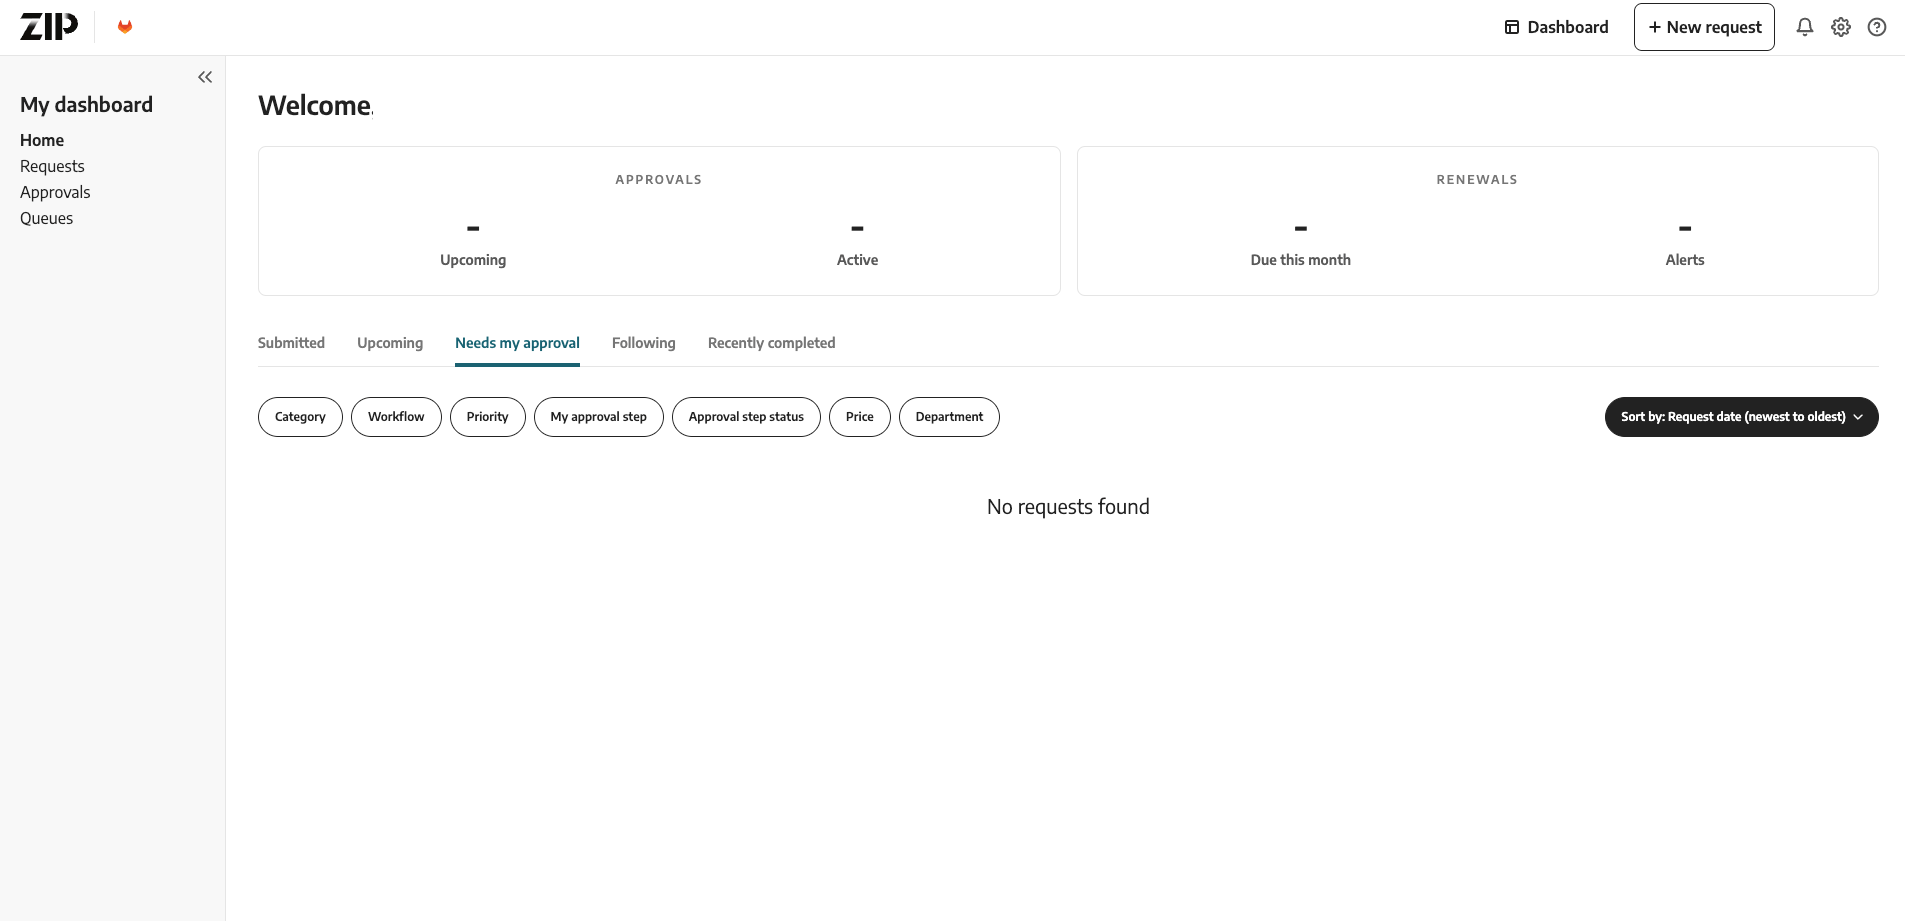 ZIP
Dashboard
+ New request
My dashboard
Home
Requests
Approvals
Queues
Welcome
APPROVALS
-
Upcoming
-
Active
RENEWALS
-
Due this month
-
Alerts
Submitted
Upcoming
Needs my approval
Following
Recently completed
Category
Workflow
Priority
My approval step
Approval step status
Price
Department
Sort by: Request date (newest to oldest)
No requests found